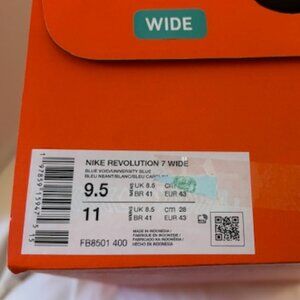 WIDE
NIKE REVOLUTION 7 WIDE
BLUE VOID/UNIVERSITY BLUE
BLEU NEANT/BLANC/BLEU
9.5 UK 8.5 cm
BR 41 EUR 43
11 UK 8.5 cm 28
BR 41 EUR 43
FB8501 400
MADE IN INDONESIA
FABRIQUE EN INDONESIE
FABRICADO NA INDONESIA
HECHO EN INDONESIA